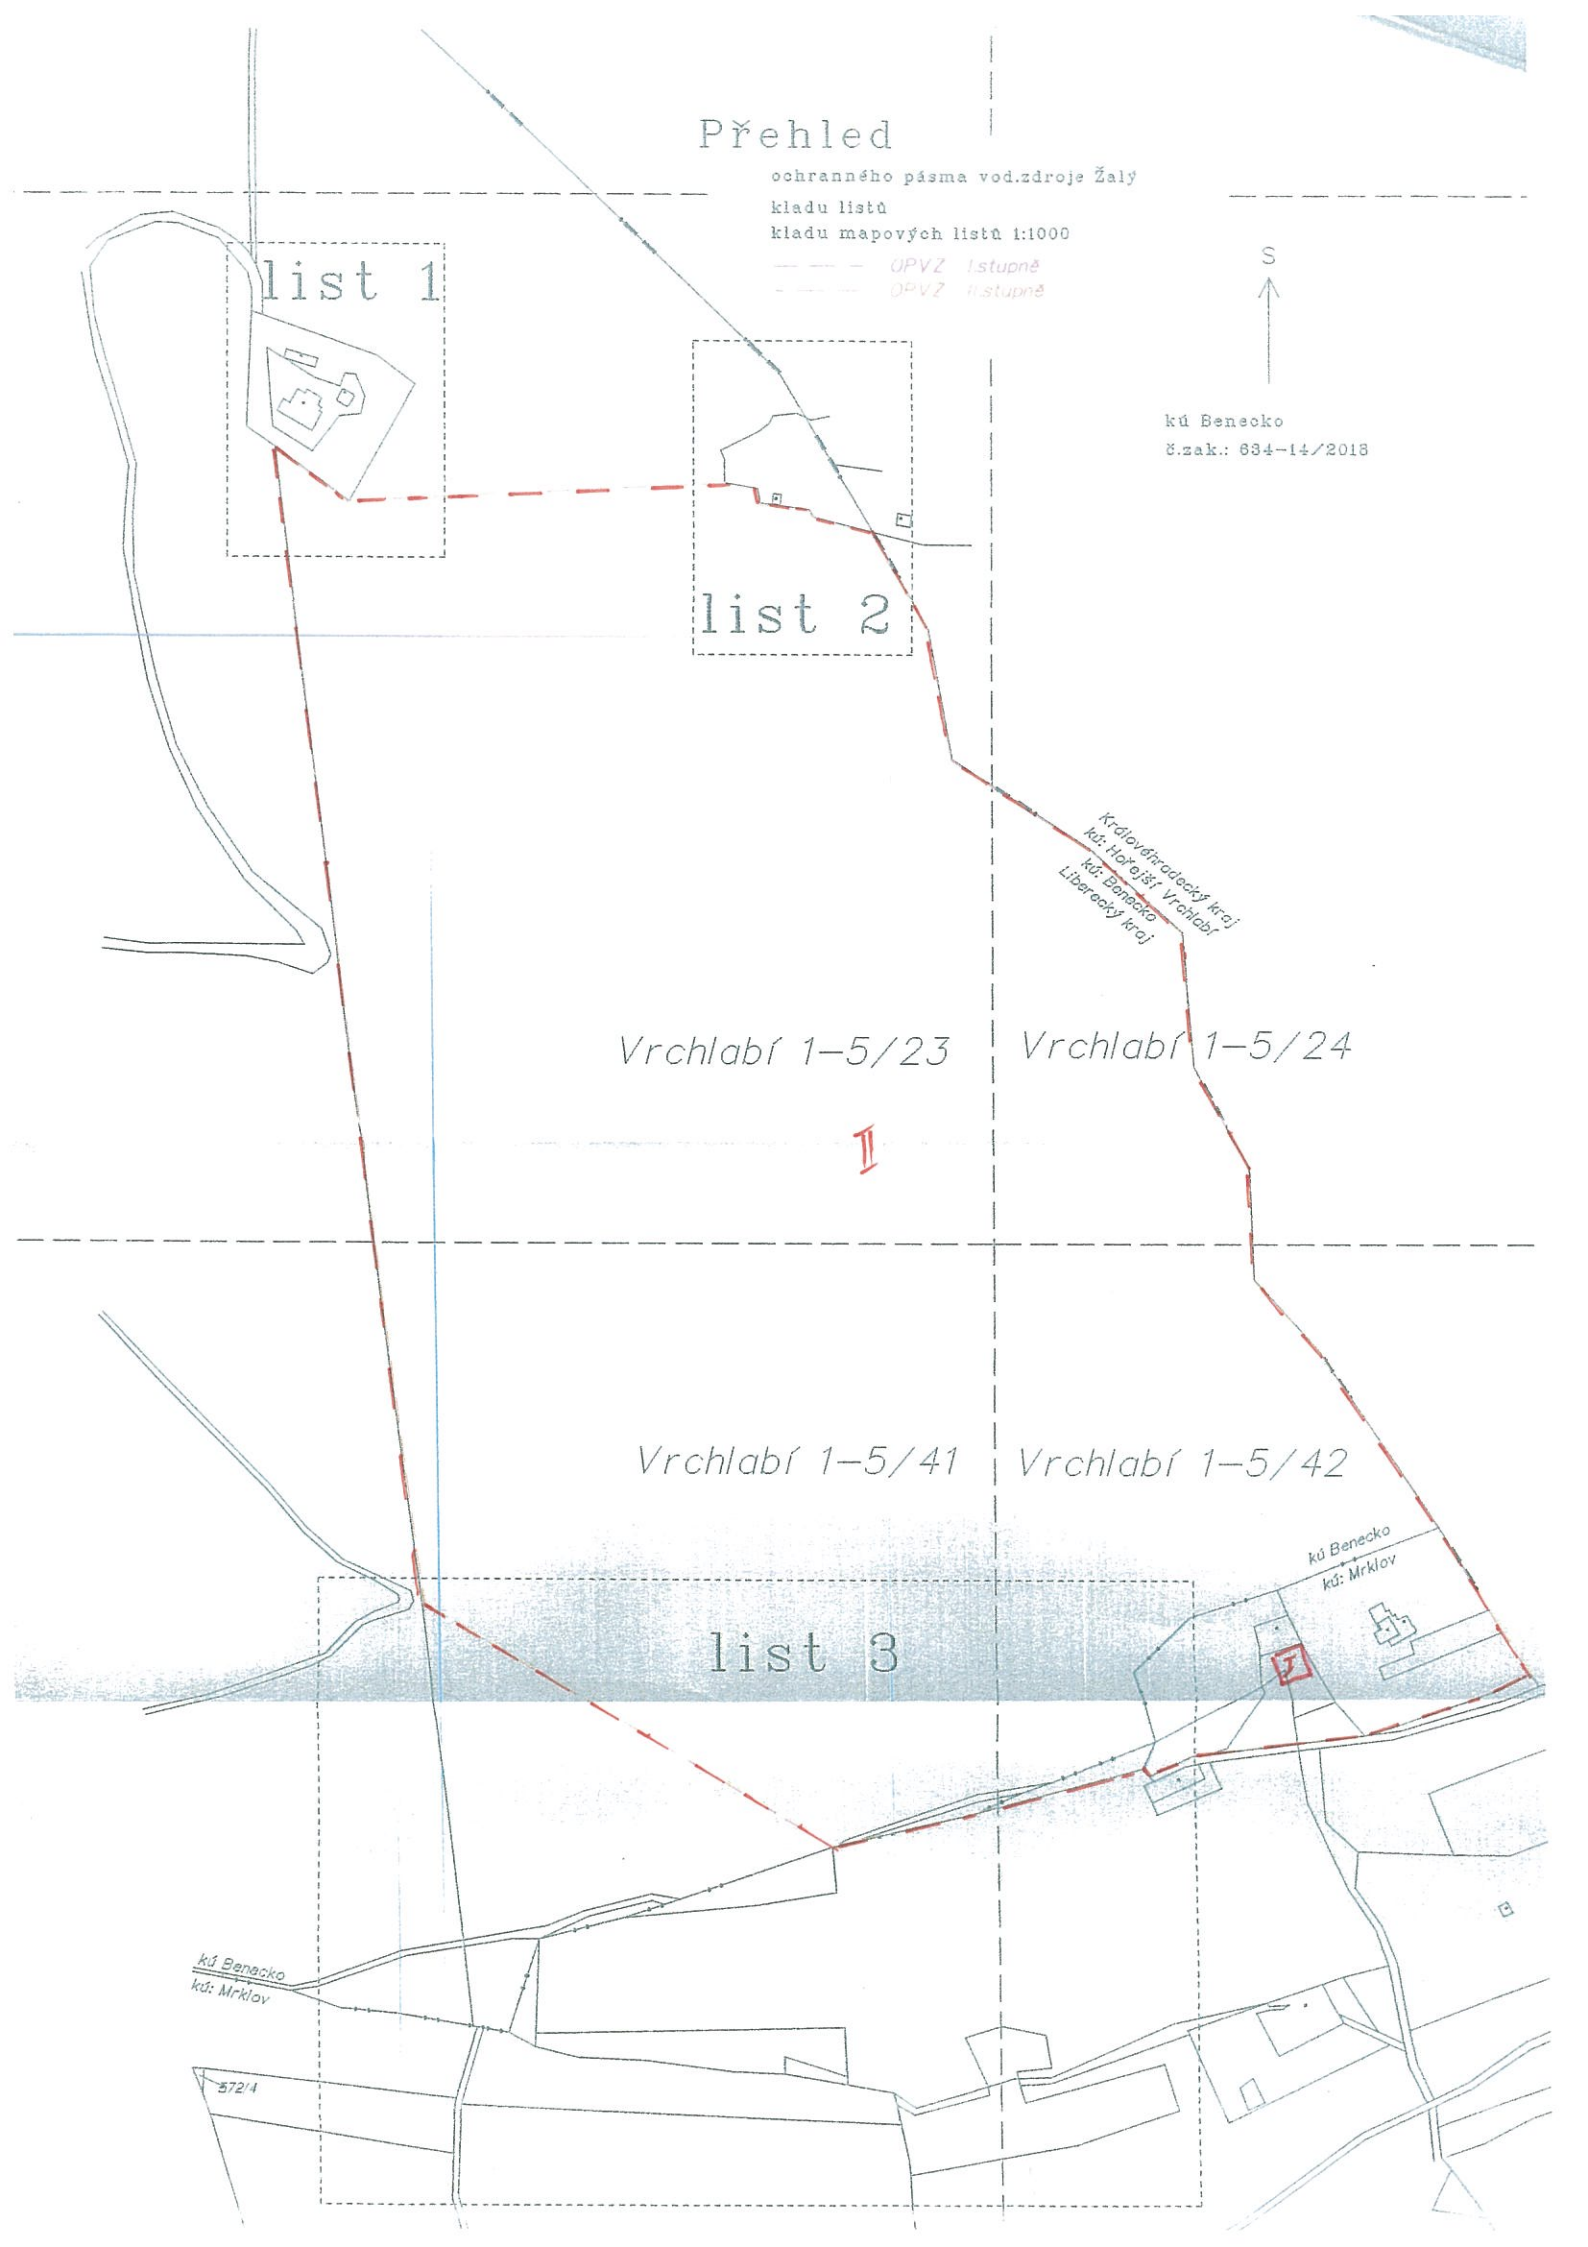 Přehled
ochranného pásma vod.zdroje Žalý
kladu listů
kladu mapových listů 1:1000
OPVZ I.stupně
OPVZ II.stupně
S
kú Benecko
č.zak.: 634-14/2018
list 1
list 2
Královéhradecký kraj
kú: Hořejší Vrchlabí
kú: Benecko
Liberecký kraj
Vrchlabí 1-5/23
Vrchlabí 1-5/24
II
Vrchlabí 1-5/41
Vrchlabí 1-5/42
kú Benecko
kú: Mrklov
list 3
I
kú Benecko
kú: Mrklov
572/4